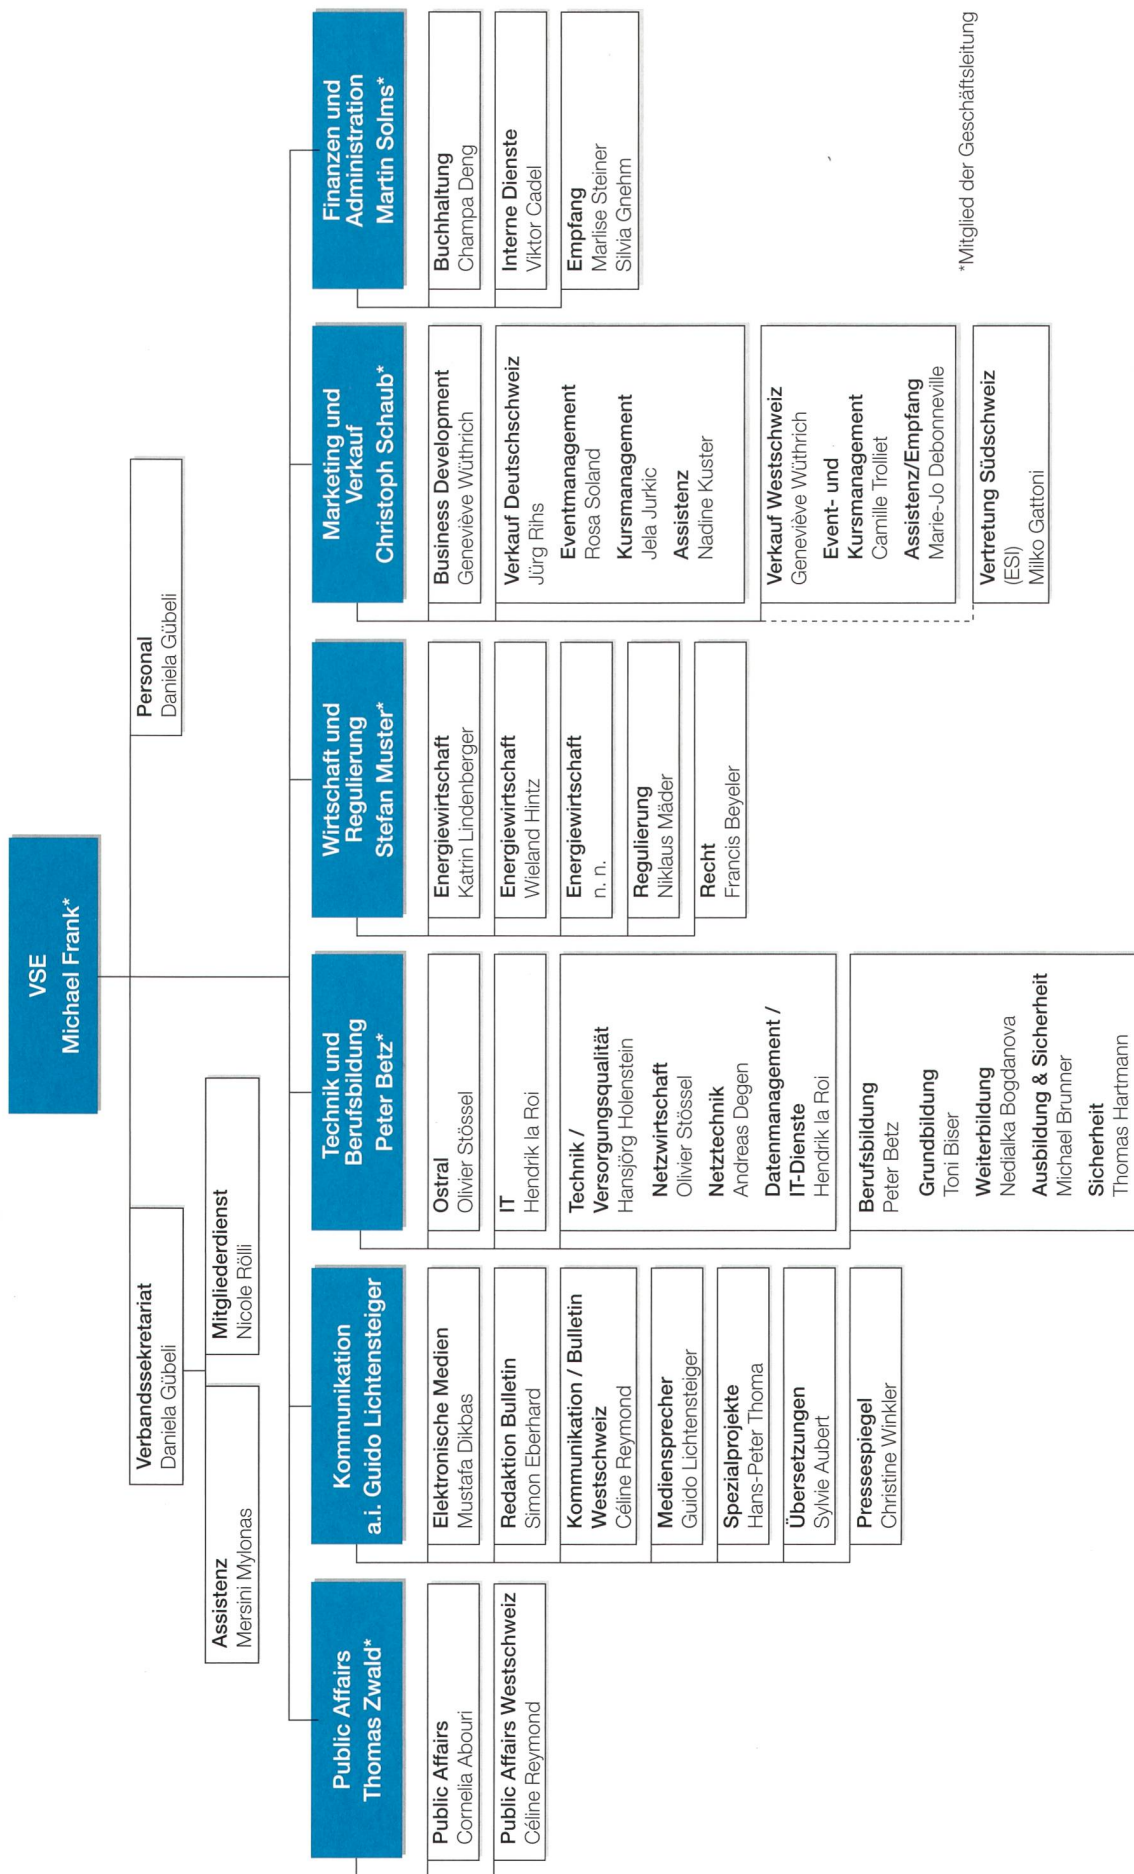 VSE
Michael Frank*
Verbandssekretariat
Daniela Gübeli
Personal
Daniela Gübeli
Assistenz
Mersini Mylonas
Mitgliederdienst
Nicole Rölli
Public Affairs
Thomas Zwald*
Public Affairs
Cornelia Abouri
Public Affairs Westschweiz
Céline Reymond
Kommunikation
a.i. Guido Lichtensteiger
Elektronische Medien
Mustafa Dikbas
Redaktion Bulletin
Simon Eberhard
Kommunikation / Bulletin
Westschweiz
Céline Reymond
Mediensprecher
Guido Lichtensteiger
Spezialprojekte
Hans-Peter Thoma
Übersetzungen
Sylvie Aubert
Pressespiegel
Christine Winkler
Technik und
Berufsbildung
Peter Betz*
Ostral
Olivier Stössel
IT
Hendrik la Roi
Technik /
Versorgungsqualität
Hansjörg Holenstein
Netzwirtschaft
Olivier Stössel
Netztechnik
Andreas Degen
Datenmanagement /
IT-Dienste
Hendrik la Roi
Berufsbildung
Peter Betz
Grundbildung
Toni Biser
Weiterbildung
Nedialka Bogdanova
Ausbildung & Sicherheit
Michael Brunner
Sicherheit
Thomas Hartmann
Wirtschaft und
Regulierung
Stefan Muster*
Energiewirtschaft
Katrin Lindenberger
Energiewirtschaft
Wieland Hintz
Energiewirtschaft
n. n.
Regulierung
Niklaus Mäder
Recht
Francis Beyeler
Marketing und
Verkauf
Christoph Schaub*
Business Development
Geneviève Wüthrich
Verkauf Deutschschweiz
Jürg Rihs
Eventmanagement
Rosa Soland
Kursmanagement
Jela Jurkic
Assistenz
Nadine Kuster
Verkauf Westschweiz
Geneviève Wüthrich
Event- und
Kursmanagement
Camille Trolliet
Assistenz/Empfang
Marie-Jo Debonneville
Vertretung Südschweiz
(ESI)
Milko Gattoni
Finanzen und
Administration
Martin Solms*
Buchhaltung
Champa Deng
Interne Dienste
Viktor Cadel
Empfang
Marlise Steiner
Silvia Gnehm
*Mitglied der Geschäftsleitung